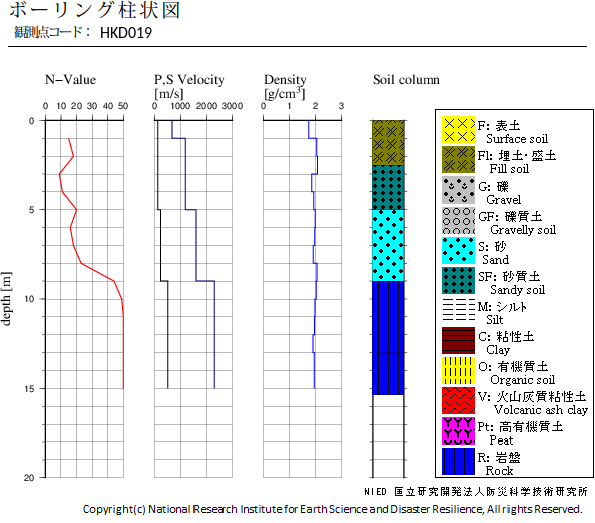 ボーリング柱状図
観測点コード： HKD019
N−Value
0 10 20 30 40 50
P,S Velocity
[m/s]
0 1000 2000 3000
Density
[g/cm3]
0 1 2 3
Soil column
depth [m]
0
5
10
15
20
F: 表土
Surface soil
Fl: 埋土・盛土
Fill soil
G: 礫
Gravel
GF: 礫質土
Gravelly soil
S: 砂
Sand
SF: 砂質土
Sandy soil
M: シルト
Silt
C: 粘性土
Clay
O: 有機質土
Organic soil
V: 火山灰質粘性土
Volcanic ash clay
Pt: 高有機質土
Peat
R: 岩盤
Rock
NIED 国立研究開発法人防災科学技術研究所
Copyright(c) National Research Institute for Earth Science and Disaster Resilience, All rights Reserved.